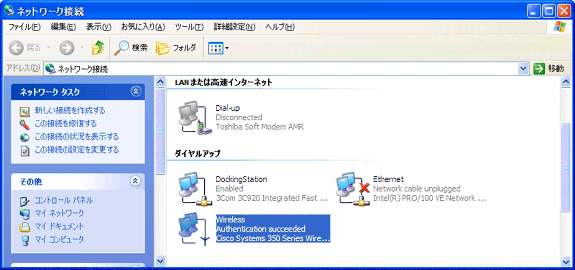 ネットワーク接続
ファイル(F) 編集(E) 表示(V) お気に入り(A) ツール(T) 詳細設定(N) ヘルプ(H)
戻る 検索 フォルダ
アドレス(D) ネットワーク接続 移動
ネットワーク タスク
新しい接続を作成する
この接続を修復する
この接続の状況を表示する
この接続の設定を変更する
その他
コントロール パネル
マイ ネットワーク
マイ ドキュメント
マイ コンピュータ
LAN または高速インターネット
Dial-up
Disconnected
Toshiba Soft Modem AMR
ダイヤルアップ
DockingStation
Enabled
3Com 3C920 Integrated Fast ...
Ethernet
Network cable unplugged
Intel(R) PRO/100 VE Network ...
Wireless
Authentication succeeded
Cisco Systems 350 Series Wire...